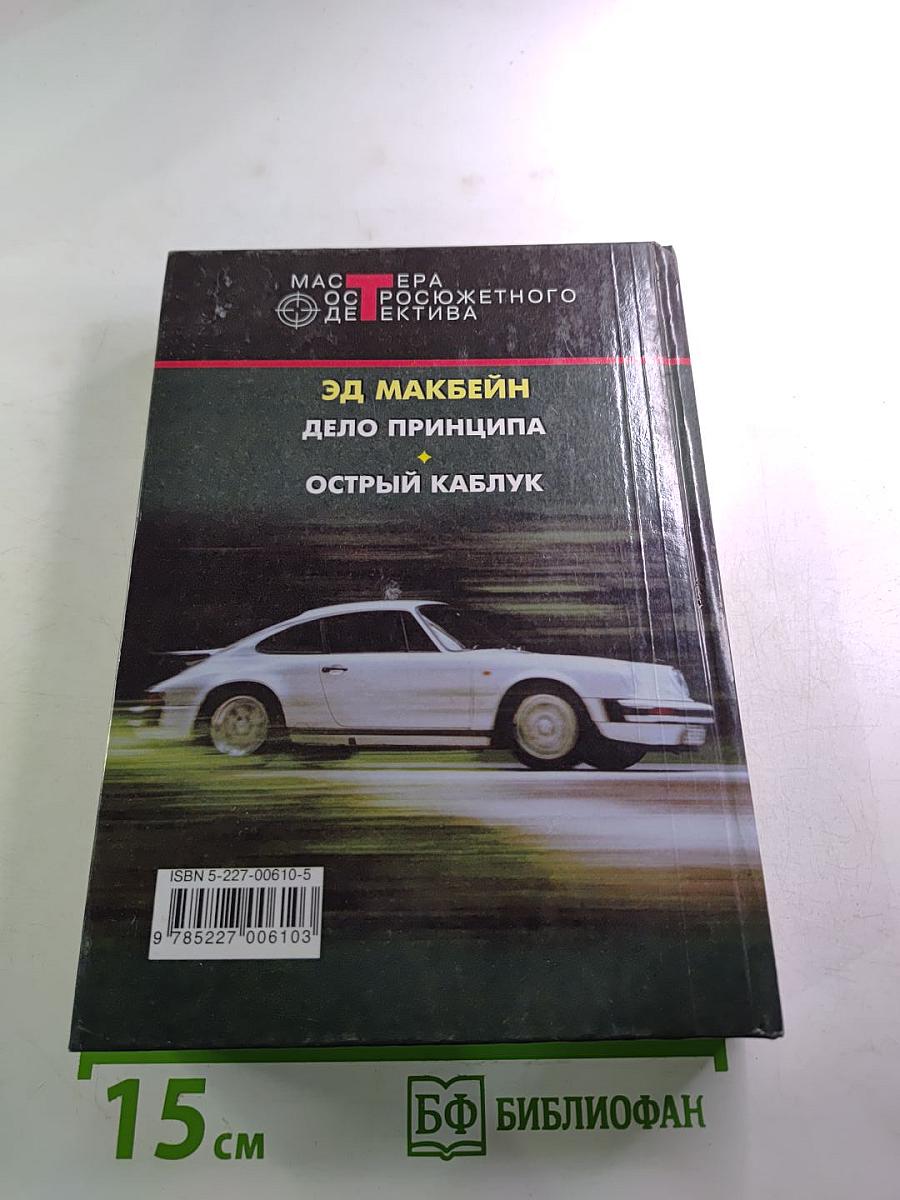 МАСТЕРА
ОСТРОСЮЖЕТНОГО
ДЕТЕКТИВА
ЭД МАКБЕЙН
ДЕЛО ПРИНЦИПА
ОСТРЫЙ КАБЛУК
ISBN 5-227-00610-5
9 785227 006103
15 см
БФ БИБЛИОФАН